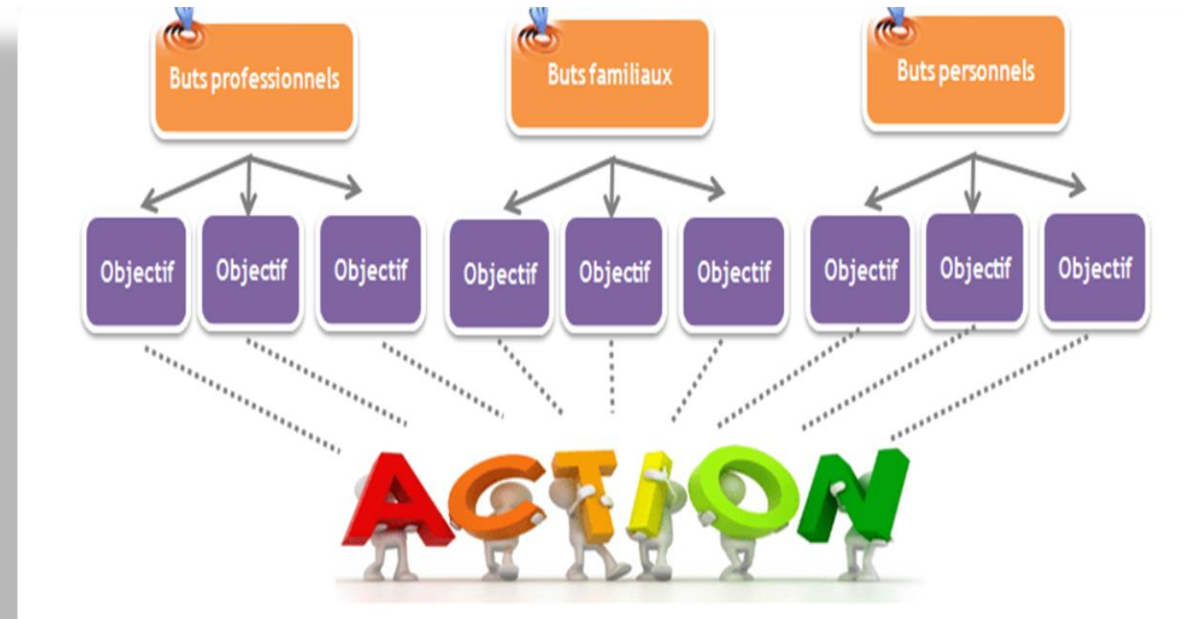 Buts professionnels
Buts familiaux
Buts personnels
Objectif
Objectif
Objectif
Objectif
Objectif
Objectif
Objectif
Objectif
Objectif
ACTION